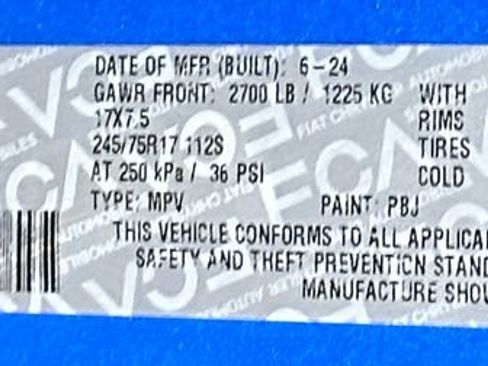 DATE OF MFR (BUILT): 6-24
GAWR FRONT: 2700 LB / 1225 KG WITH
17X7.5 RIMS
245/75R17 112S TIRES
AT 250 kPa / 36 PSI COLD
TYPE: MPV PAINT: PBJ
THIS VEHICLE CONFORMS TO ALL APPLICA
SAFETY AND THEFT PREVENTION STAND
MANUFACTURE SHOW